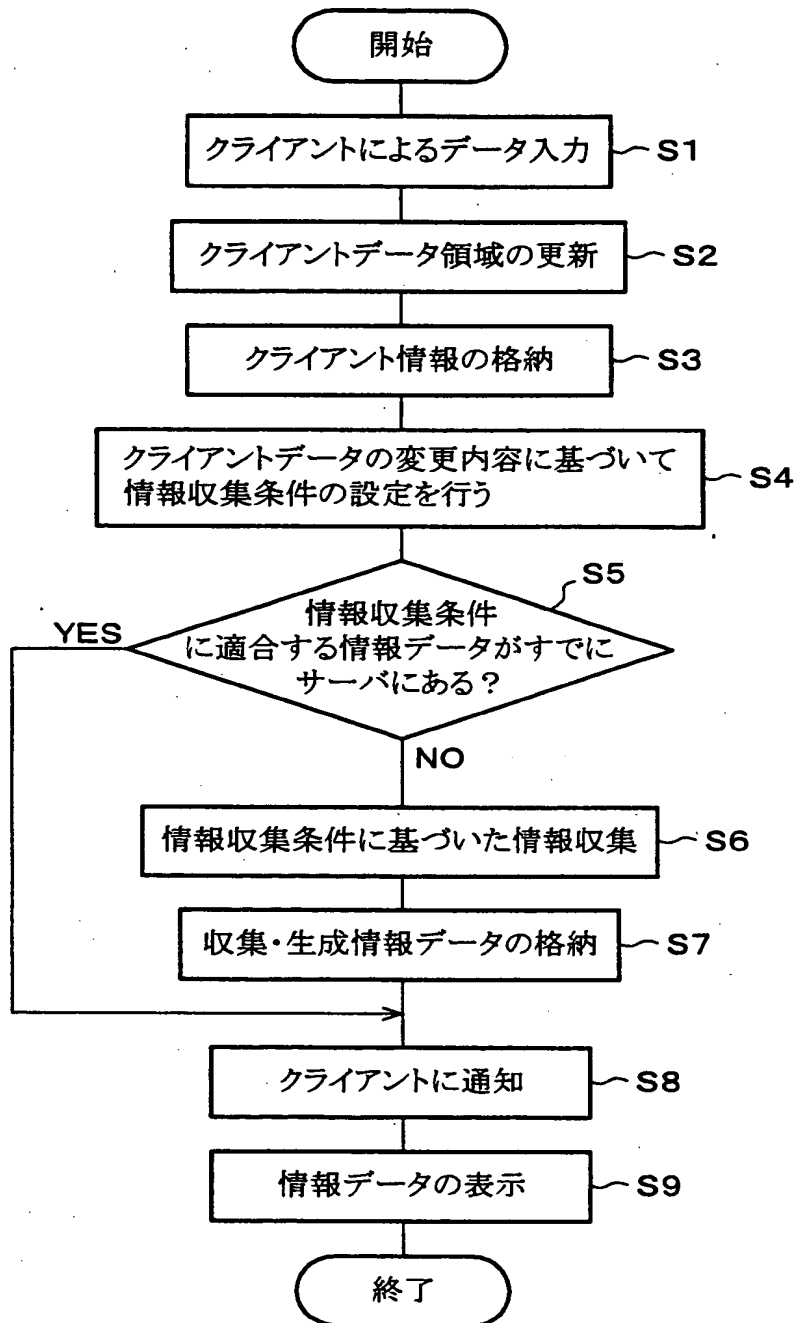 開始
クライアントによるデータ入力 S1
クライアントデータ領域の更新 S2
クライアント情報の格納 S3
クライアントデータの変更内容に基づいて
情報収集条件の設定を行う S4
S5
情報収集条件
に適合する情報データがすでに
サーバにある?
YES
NO
情報収集条件に基づいた情報収集 S6
収集・生成情報データの格納 S7
クライアントに通知 S8
情報データの表示 S9
終了